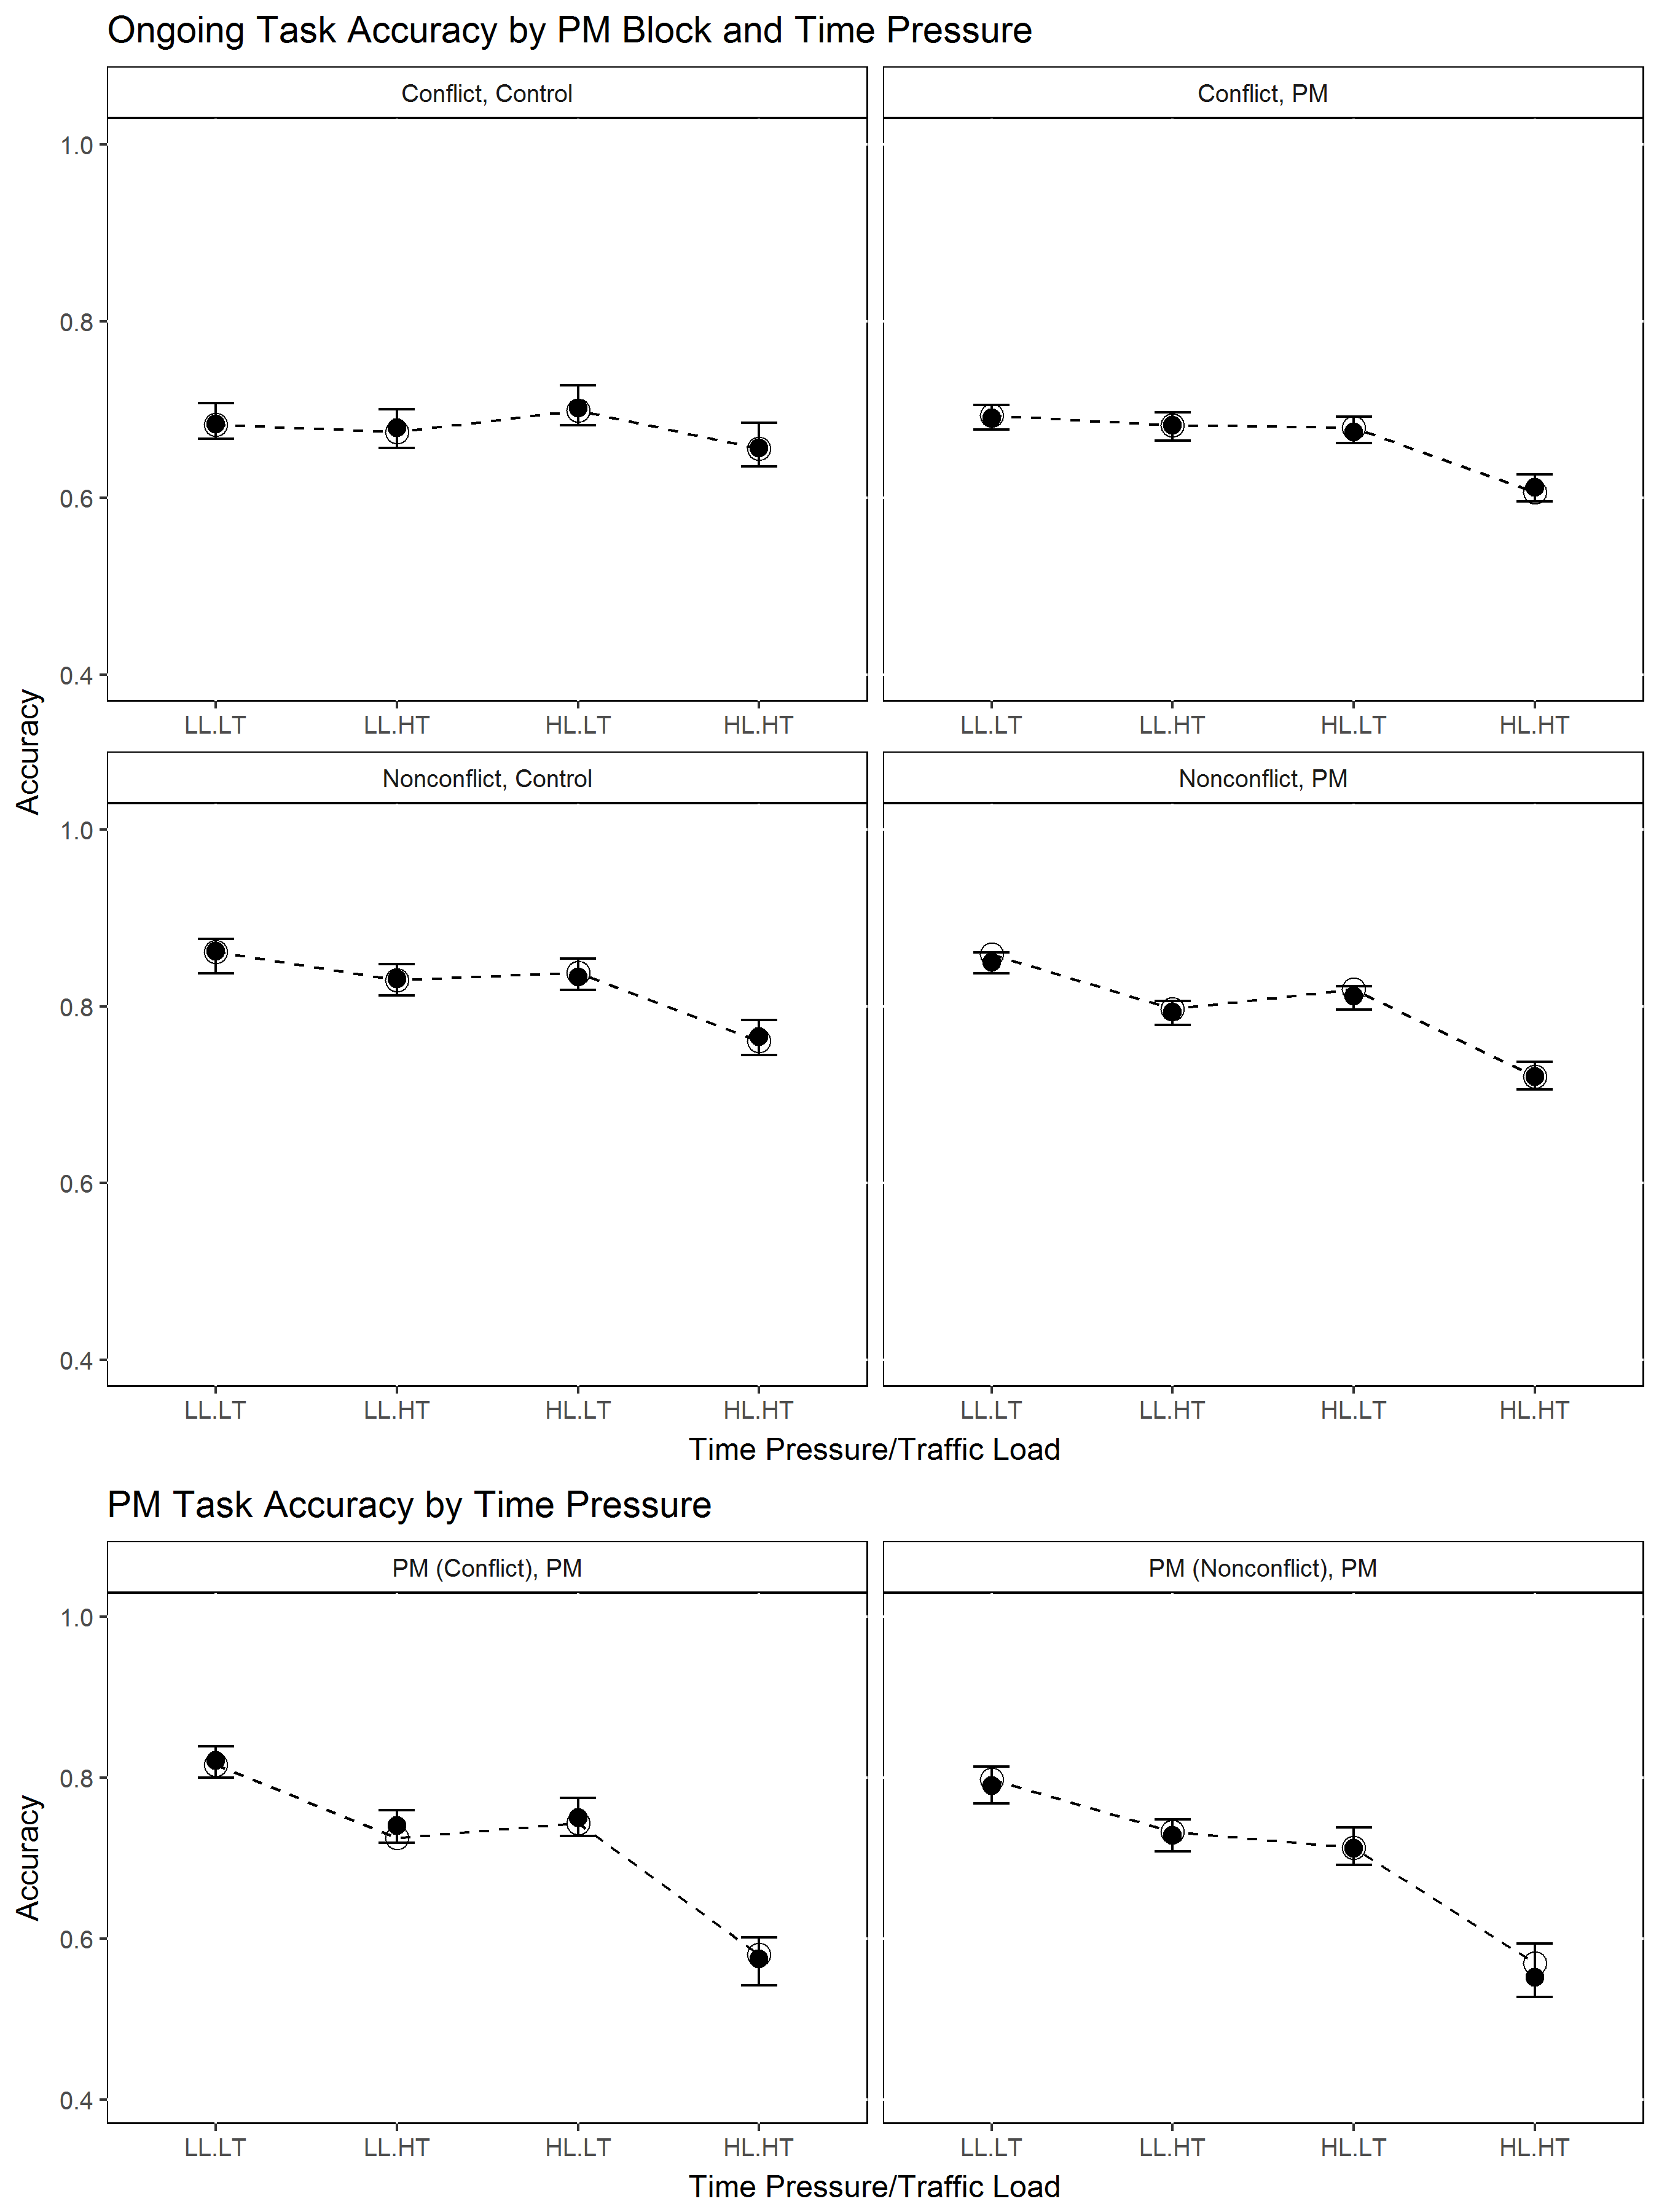 Ongoing Task Accuracy by PM Block and Time Pressure
Conflict, Control
Conflict, PM
1.0
0.8
0.6
0.4
LL.LT LL.HT HL.LT HL.HT
LL.LT LL.HT HL.LT HL.HT
Accuracy
Nonconflict, Control
Nonconflict, PM
1.0
0.8
0.6
0.4
LL.LT LL.HT HL.LT HL.HT
LL.LT LL.HT HL.LT HL.HT
Time Pressure/Traffic Load
PM Task Accuracy by Time Pressure
PM (Conflict), PM
PM (Nonconflict), PM
1.0
0.8
0.6
0.4
Accuracy
LL.LT LL.HT HL.LT HL.HT
LL.LT LL.HT HL.LT HL.HT
Time Pressure/Traffic Load